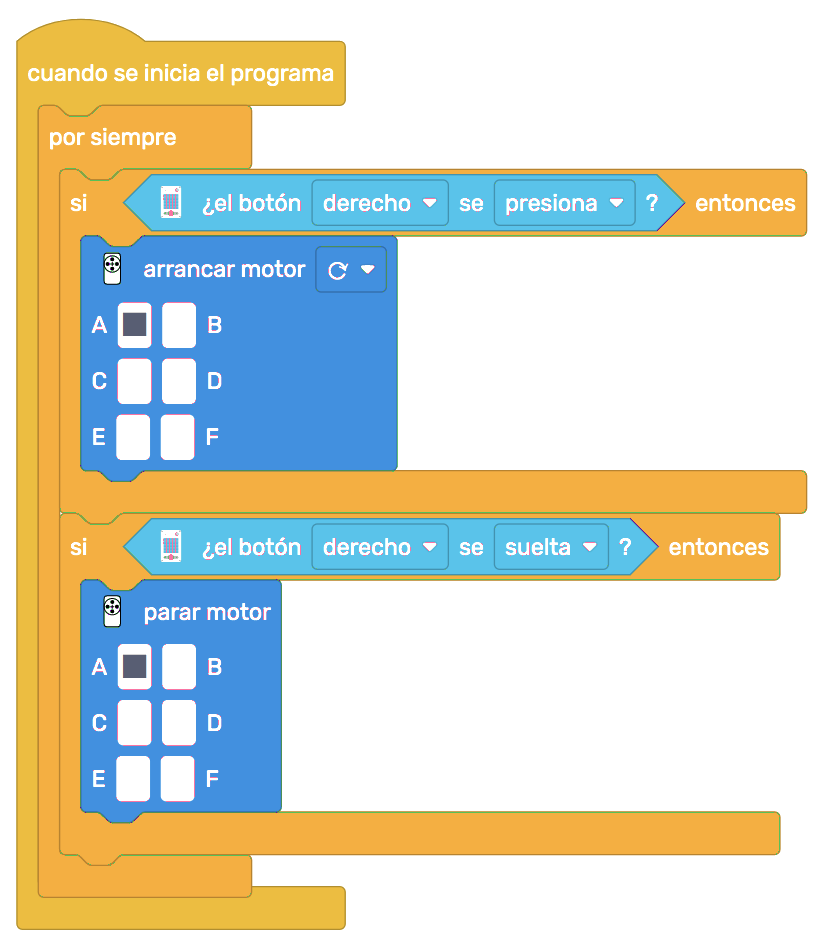 cuando se inicia el programa
por siempre
si ¿el botón derecho se presiona ? entonces
arrancar motor
A B
C D
E F
si ¿el botón derecho se suelta ? entonces
parar motor
A B
C D
E F